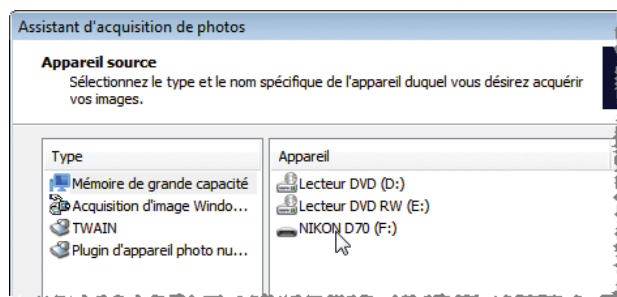 Assistant d'acquisition de photos
Appareil source
Sélectionnez le type et le nom spécifique de l'appareil duquel vous désirez acquérir
vos images.
Type
Mémoire de grande capacité
Acquisition d'image Windo...
TWAIN
Plugin d'appareil photo nu...
Appareil
Lecteur DVD (D:)
Lecteur DVD RW (E:)
NIKON D70 (F:)